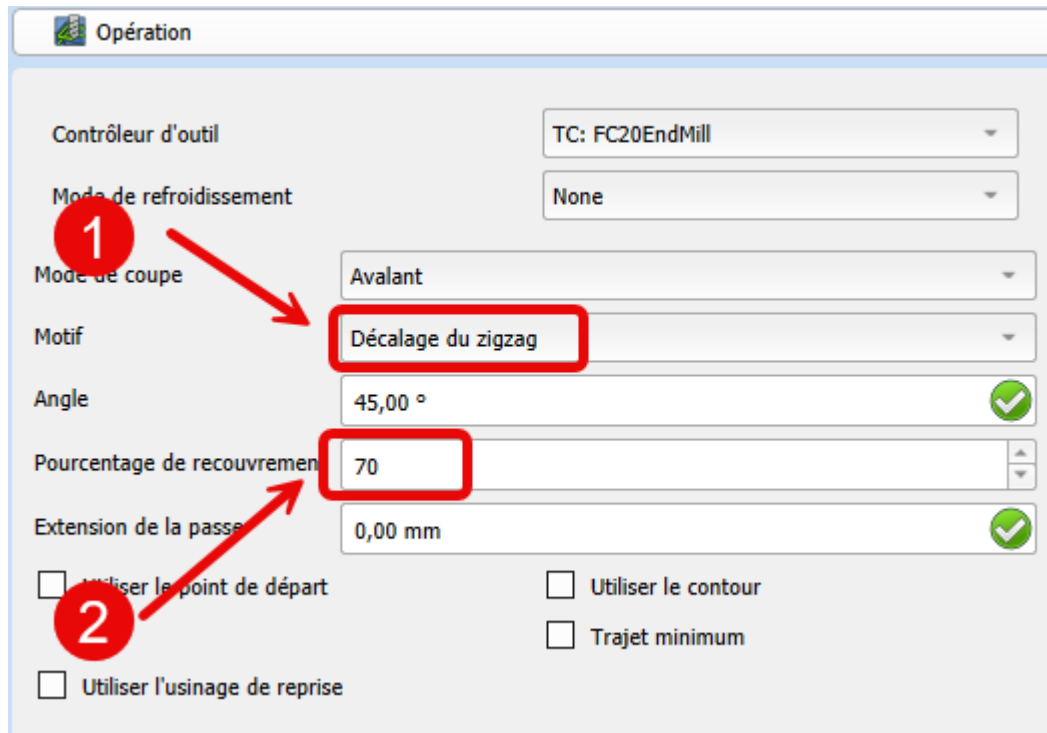 Opération
Contrôleur d'outil TC: FC20EndMill
Mode de refroidissement None
1
Mode de coupe Avalant
Motif Décalage du zigzag
Angle 45,00 °
Pourcentage de recouvremen 70
Extension de la passe 0,00 mm
Utiliser le point de départ Utiliser le contour
2
Trajet minimum
Utiliser l'usinage de reprise